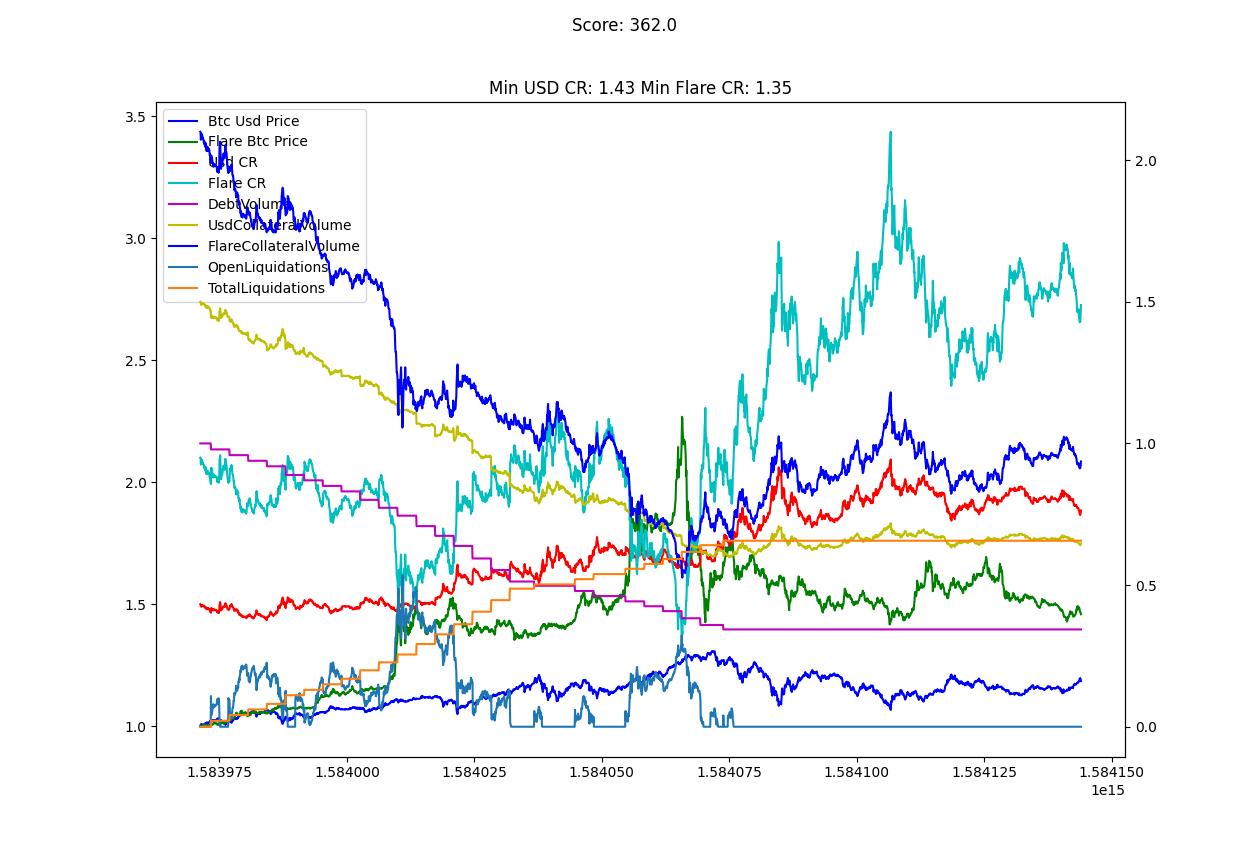 Score: 362.0
Min USD CR: 1.43 Min Flare CR: 1.35
3.5
3.0
2.5
2.0
1.5
1.0
Btc Usd Price
Flare Btc Price
Usd CR
Flare CR
DebtVolume
UsdCollateralVolume
FlareCollateralVolume
OpenLiquidations
TotalLiquidations
2.0
1.5
1.0
0.5
0.0
1.583975 1.584000 1.584025 1.584050 1.584075 1.584100 1.584125 1.584150
1e15